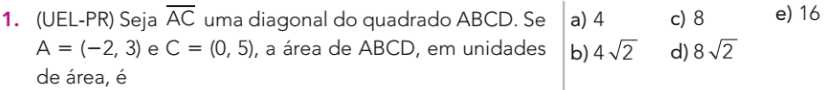 1. (UEL-PR) Seja A̅C̅ uma diagonal do quadrado ABCD. Se
A = (−2, 3) e C = (0, 5), a área de ABCD, em unidades
de área, é
a) 4 c) 8 e) 16
b) 4√2 d) 8√2